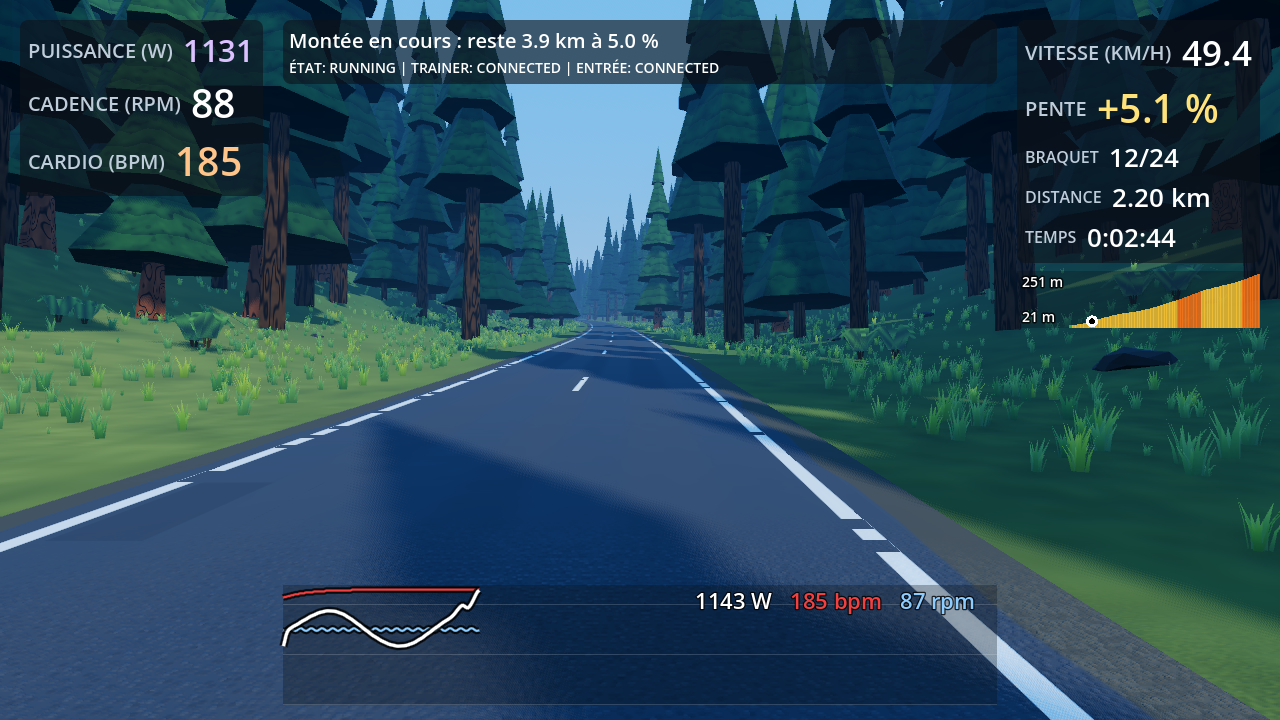 PUISSANCE (W) 1131
CADENCE (RPM) 88
CARDIO (BPM) 185
Montée en cours : reste 3.9 km à 5.0 %
ÉTAT: RUNNING | TRAINER: CONNECTED | ENTRÉE: CONNECTED
VITESSE (KM/H) 49.4
PENTE +5.1 %
BRAQUET 12/24
DISTANCE 2.20 km
TEMPS 0:02:44
251 m
21 m
1143 W 185 bpm 87 rpm